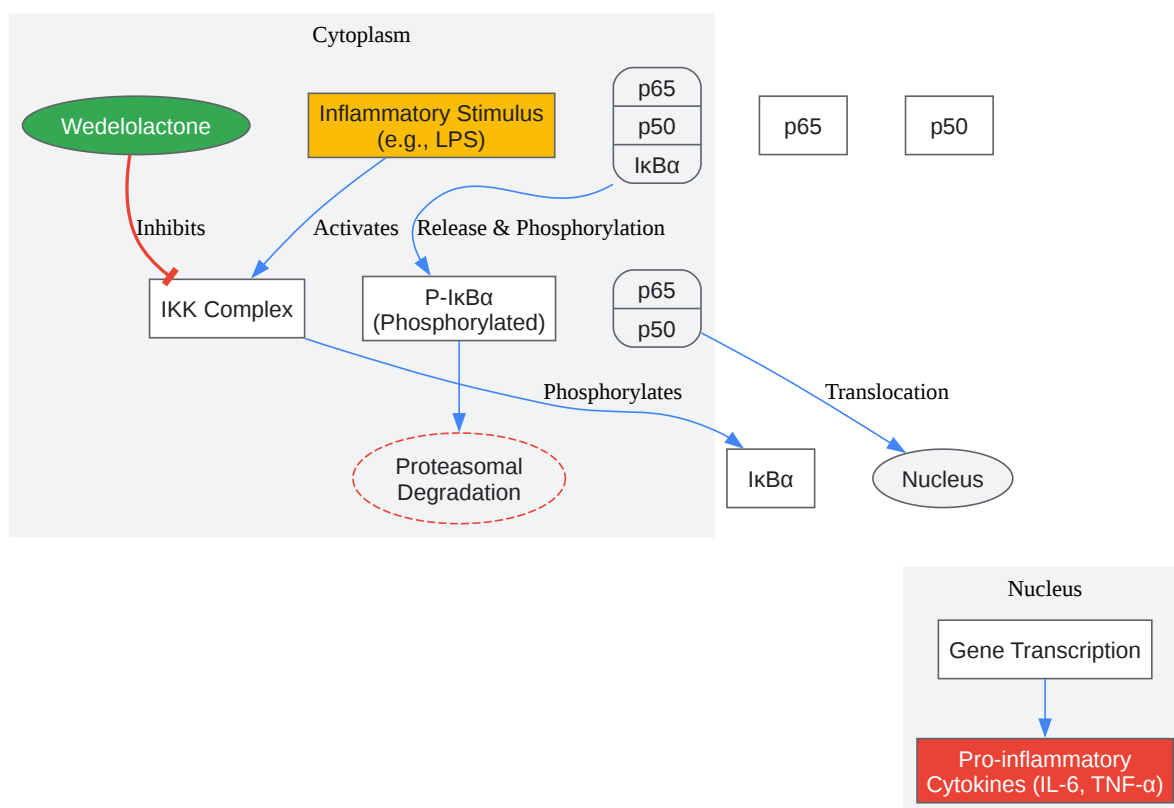 Cytoplasm
Wedelolactone
Inflammatory Stimulus
(e.g., LPS)
p65
p50
IκBα
p65
p50
Inhibits
Activates
Release & Phosphorylation
IKK Complex
P-IκBα
(Phosphorylated)
p65
p50
Phosphorylates
Translocation
Proteasomal
Degradation
IκBα
Nucleus
Nucleus
Gene Transcription
Pro-inflammatory
Cytokines (IL-6, TNF-α)